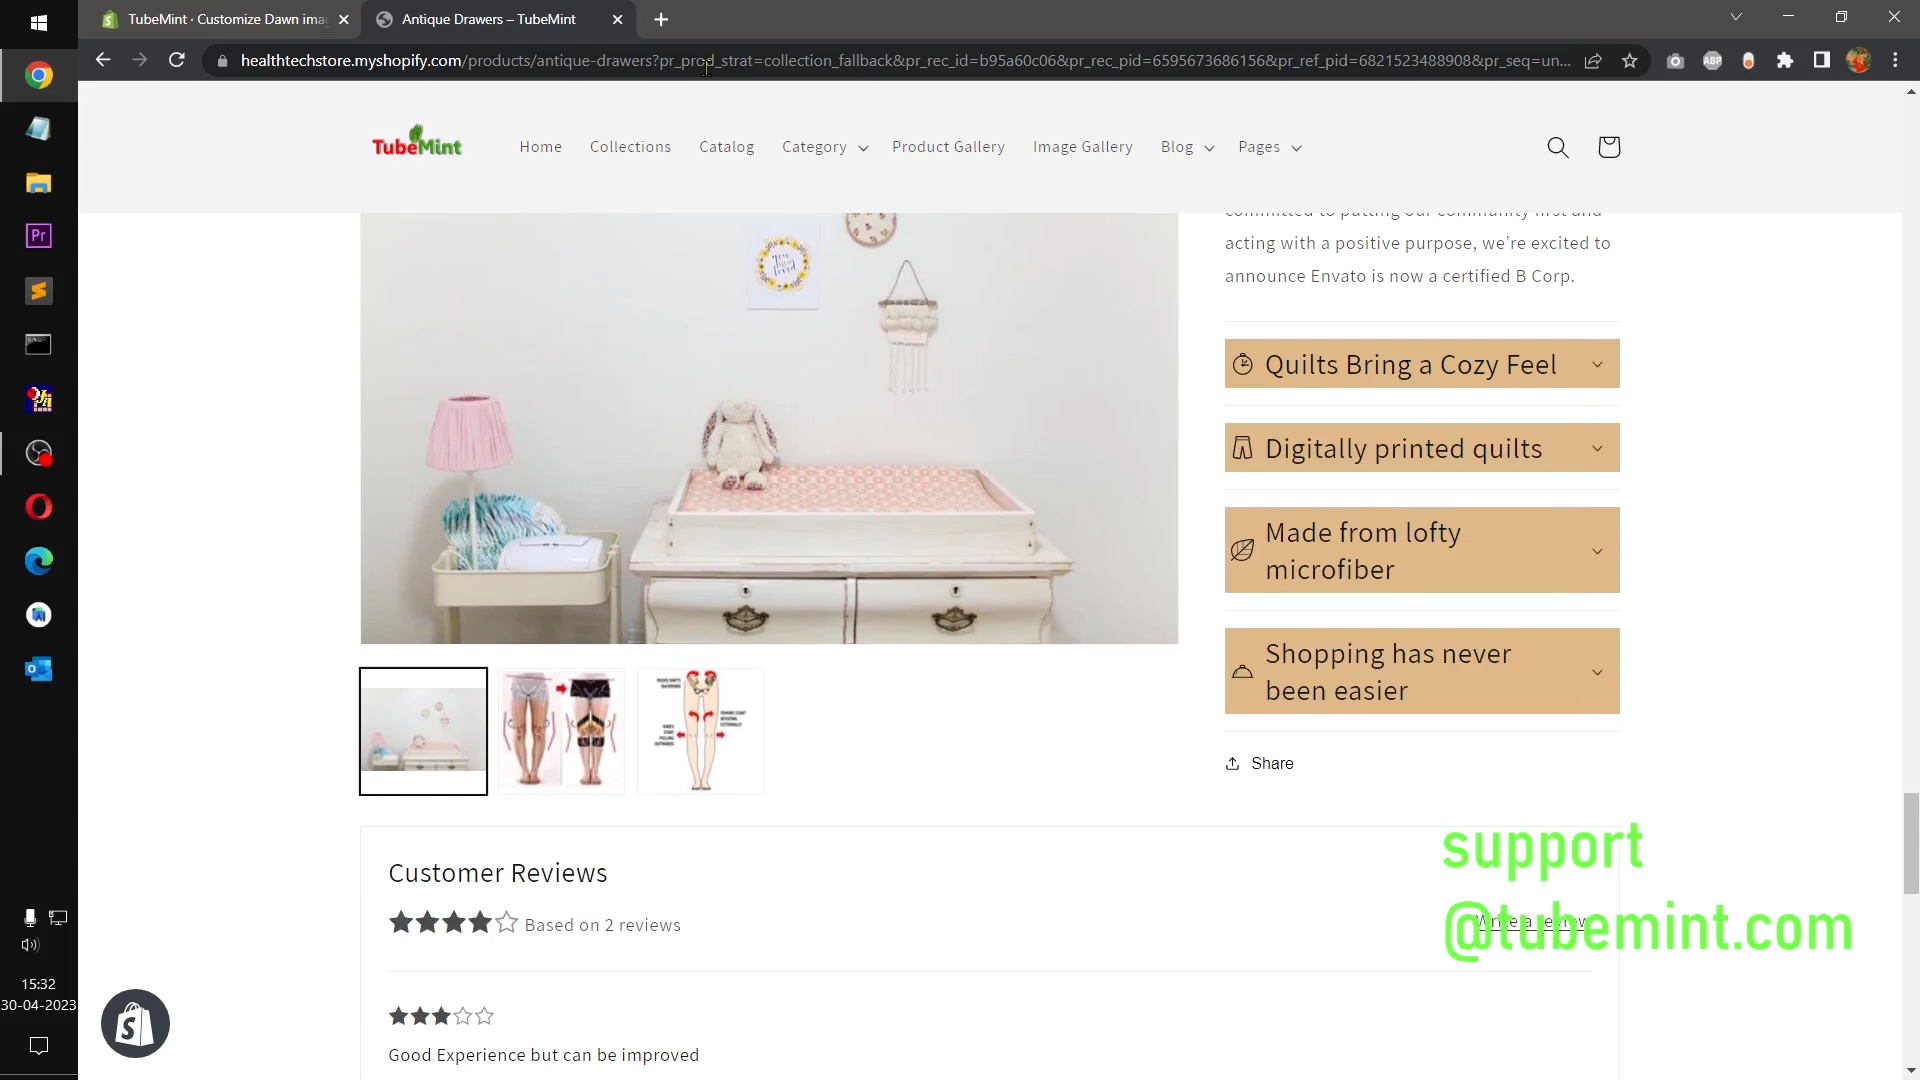 TubeMint · Customize Dawn ima
Antique Drawers – TubeMint
healthtechstore.myshopify.com/products/antique-drawers?pr_prod_strat=collection_fallback&pr_rec_id=b95a60c06&pr_rec_pid=6595673686156&pr_ref_pid=6821523488908&pr_seq=un...
ABP
TubeMint
Home
Collections
Catalog
Category
Product Gallery
Image Gallery
Blog
Pages
Pr
committed to putting our community first and
acting with a positive purpose, we’re excited to
announce Envato is now a certified B Corp.
Quilts Bring a Cozy Feel
Digitally printed quilts
Made from lofty
microfiber
Shopping has never
been easier
Share
Customer Reviews
Based on 2 reviews
Write a review
support
@tubemint.com
Good Experience but can be improved
15:32
30-04-2023